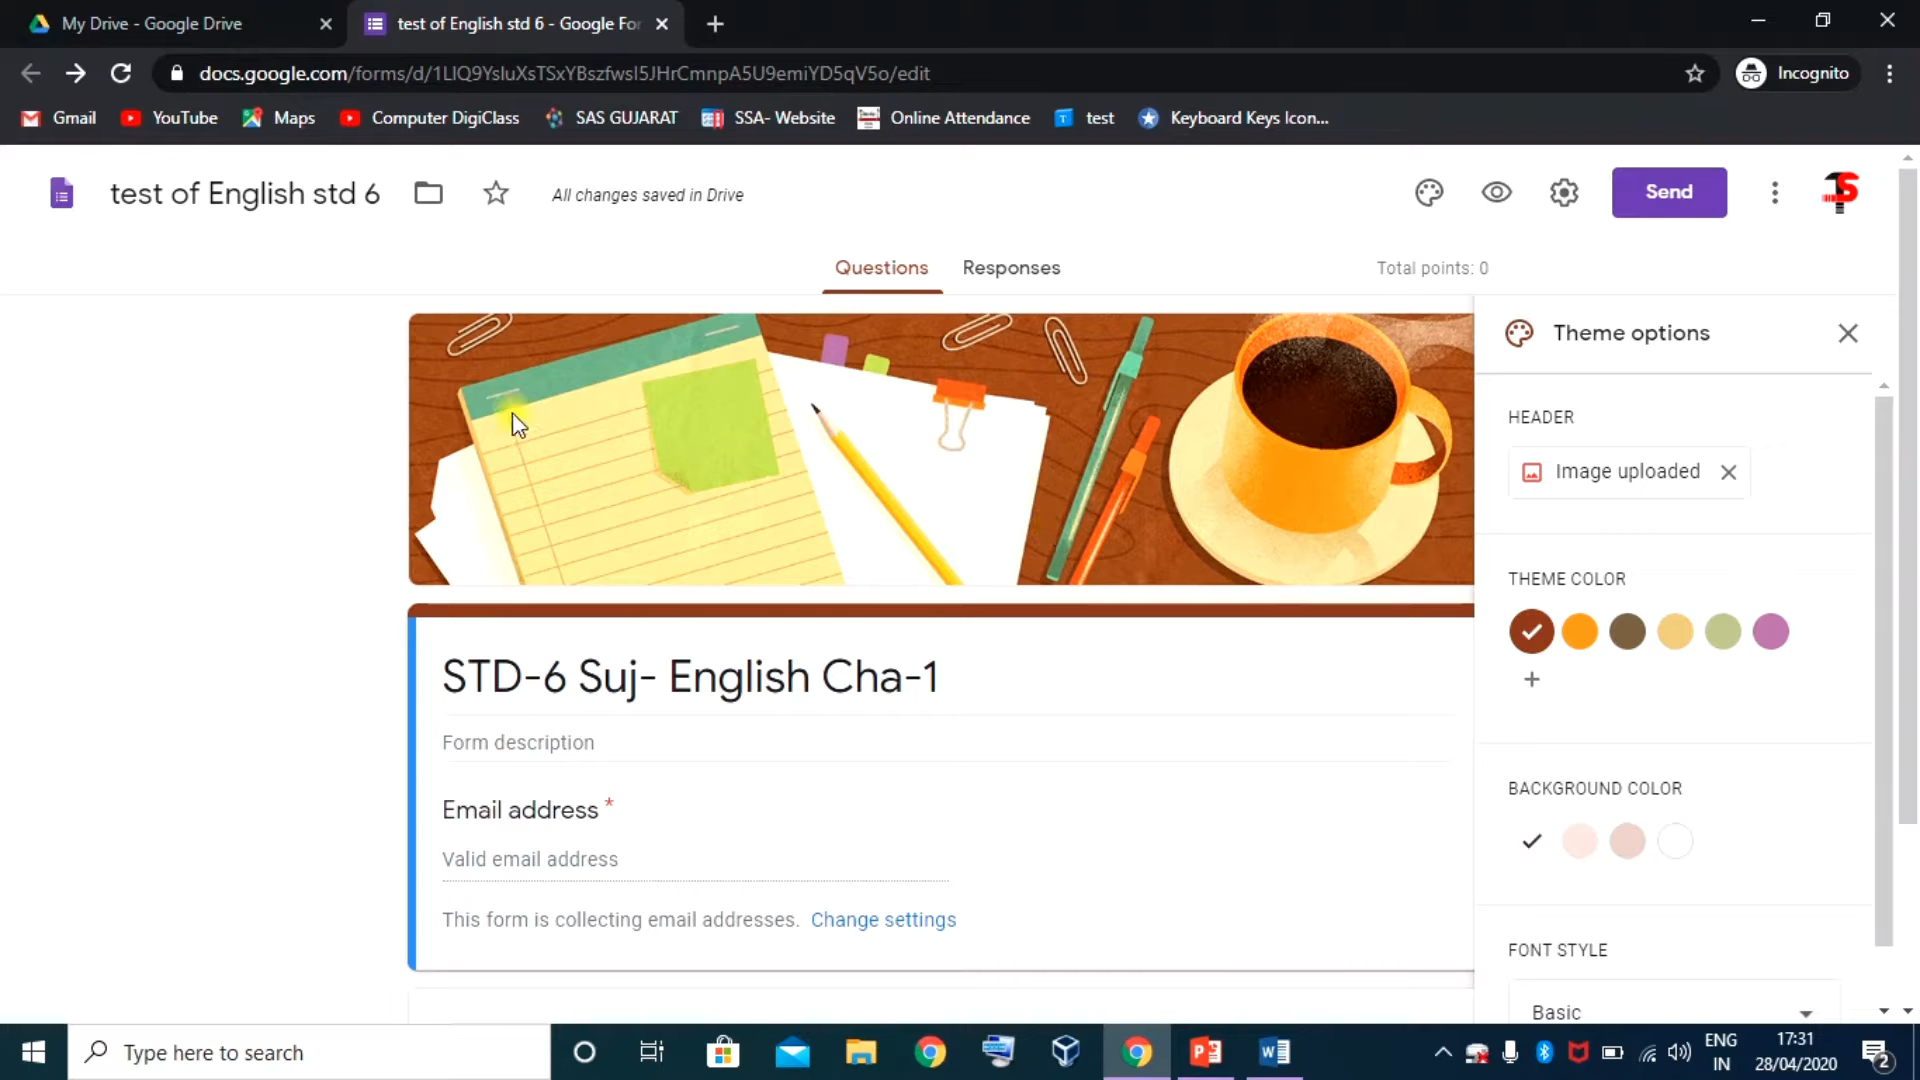 My Drive - Google Drive
test of English std 6 - Google For
docs.google.com/forms/d/1LlQ9YsluXsTSxYBszfwsl5JHrCmnpA5U9emiYD5qV5o/edit
Incognito
Gmail
YouTube
Maps
Computer DigiClass
SAS GUJARAT
SSA- Website
Online Attendance
test
Keyboard Keys Icon...
test of English std 6
All changes saved in Drive
Send
Questions
Responses
Total points: 0
Theme options
HEADER
Image uploaded
THEME COLOR
STD-6 Suj- English Cha-1
Form description
BACKGROUND COLOR
Email address *
Valid email address
This form is collecting email addresses. Change settings
FONT STYLE
Basic
Type here to search
ENG
IN
17:31
28/04/2020
2